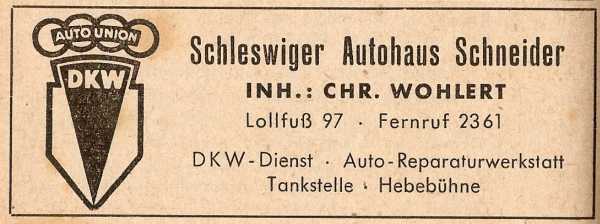 AUTO UNION
DKW
Schleswiger Autohaus Schneider
INH.: CHR. WOHLERT
Lollfuß 97 · Fernruf 2361
DKW-Dienst · Auto-Reparaturwerkstatt
Tankstelle · Hebebühne